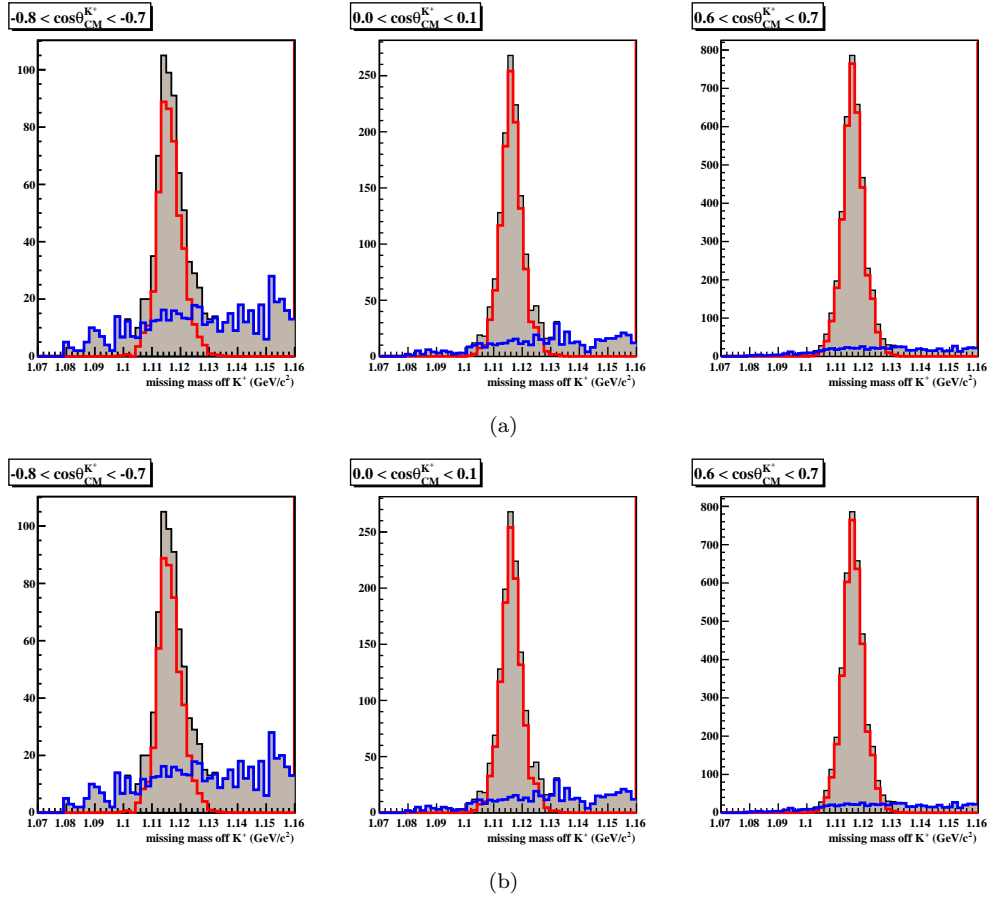 -0.8 < cosθ_CM^K⁺ < -0.7
0.0 < cosθ_CM^K⁺ < 0.1
0.6 < cosθ_CM^K⁺ < 0.7
100
80
60
40
20
0
1.07 1.08 1.09 1.1 1.11 1.12 1.13 1.14 1.15 1.16
missing mass off K⁺ (GeV/c²)
250
200
150
100
50
0
1.07 1.08 1.09 1.1 1.11 1.12 1.13 1.14 1.15 1.16
missing mass off K⁺ (GeV/c²)
800
700
600
500
400
300
200
100
0
1.07 1.08 1.09 1.1 1.11 1.12 1.13 1.14 1.15 1.16
missing mass off K⁺ (GeV/c²)
(a)
-0.8 < cosθ_CM^K⁺ < -0.7
0.0 < cosθ_CM^K⁺ < 0.1
0.6 < cosθ_CM^K⁺ < 0.7
100
80
60
40
20
0
1.07 1.08 1.09 1.1 1.11 1.12 1.13 1.14 1.15 1.16
missing mass off K⁺ (GeV/c²)
250
200
150
100
50
0
1.07 1.08 1.09 1.1 1.11 1.12 1.13 1.14 1.15 1.16
missing mass off K⁺ (GeV/c²)
800
700
600
500
400
300
200
100
0
1.07 1.08 1.09 1.1 1.11 1.12 1.13 1.14 1.15 1.16
missing mass off K⁺ (GeV/c²)
(b)